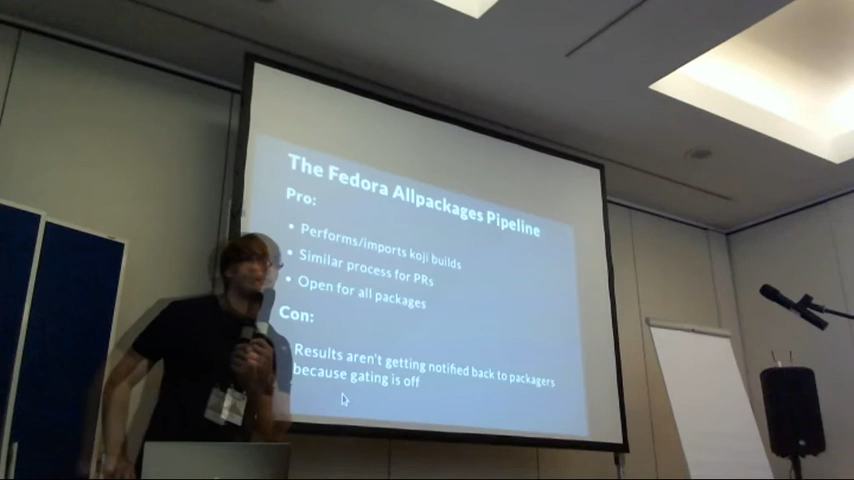 The Fedora Allpackages Pipeline
Pro:
• Performs/imports koji builds
• Similar process for PRs
• Open for all packages
Con:
Results aren't getting notified back to packagers
because gating is off